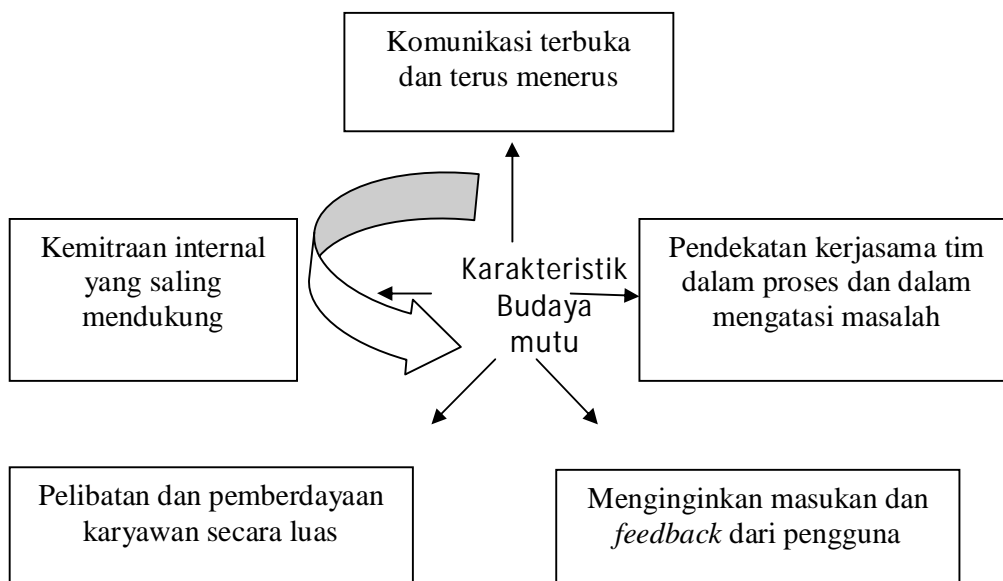 Komunikasi terbuka
dan terus menerus
Kemitraan internal
yang saling
mendukung
Karakteristik
Budaya
mutu
Pendekatan kerjasama tim
dalam proses dan dalam
mengatasi masalah
Pelibatan dan pemberdayaan
karyawan secara luas
Menginginkan masukan dan
feedback dari pengguna